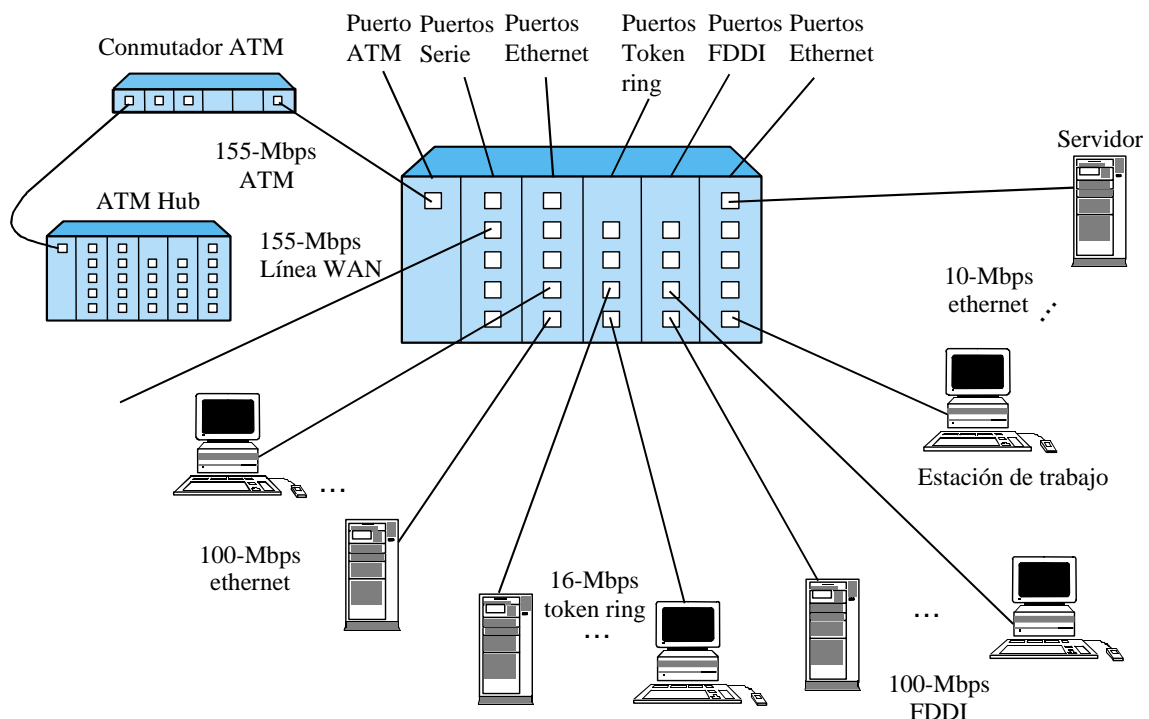 Conmutador ATM
Puerto
ATM
Puertos
Serie
Puertos
Ethernet
Puertos
Token
ring
Puertos
FDDI
Puertos
Ethernet
Servidor
155-Mbps
ATM
ATM Hub
155-Mbps
Línea WAN
10-Mbps
ethernet
...
Estación de trabajo
...
100-Mbps
ethernet
16-Mbps
token ring
...
...
100-Mbps
FDDI